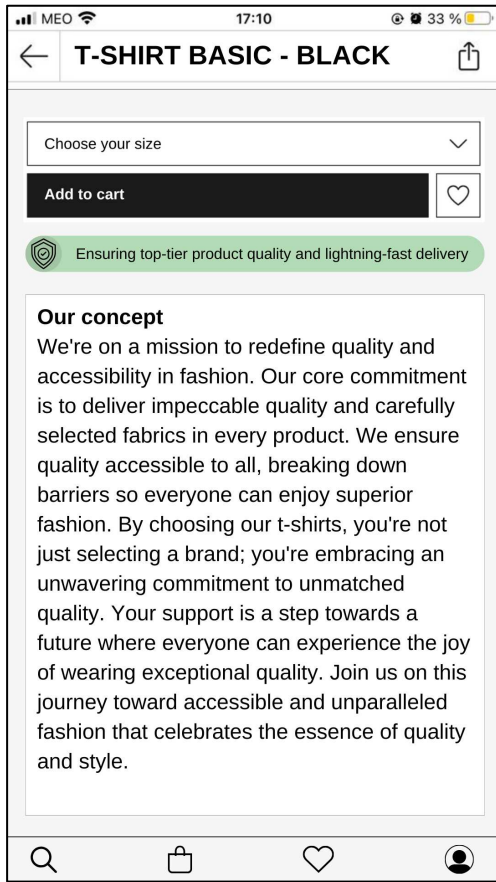 MEO 17:10 33 %
T-SHIRT BASIC - BLACK
Choose your size
Add to cart
Ensuring top-tier product quality and lightning-fast delivery
Our concept
We're on a mission to redefine quality and
accessibility in fashion. Our core commitment
is to deliver impeccable quality and carefully
selected fabrics in every product. We ensure
quality accessible to all, breaking down
barriers so everyone can enjoy superior
fashion. By choosing our t-shirts, you're not
just selecting a brand; you're embracing an
unwavering commitment to unmatched
quality. Your support is a step towards a
future where everyone can experience the joy
of wearing exceptional quality. Join us on this
journey toward accessible and unparalleled
fashion that celebrates the essence of quality
and style.